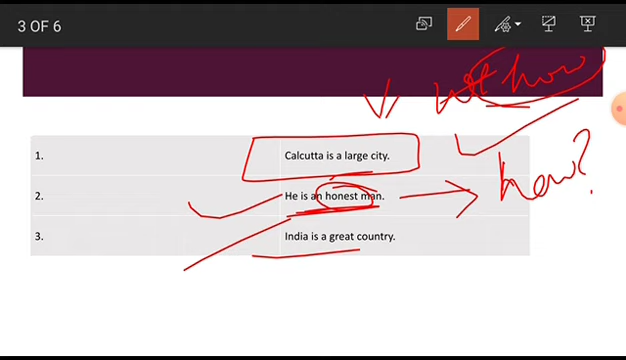 3 OF 6
how
1. Calcutta is a large city.
2. He is an honest man.
how?
3. India is a great country.